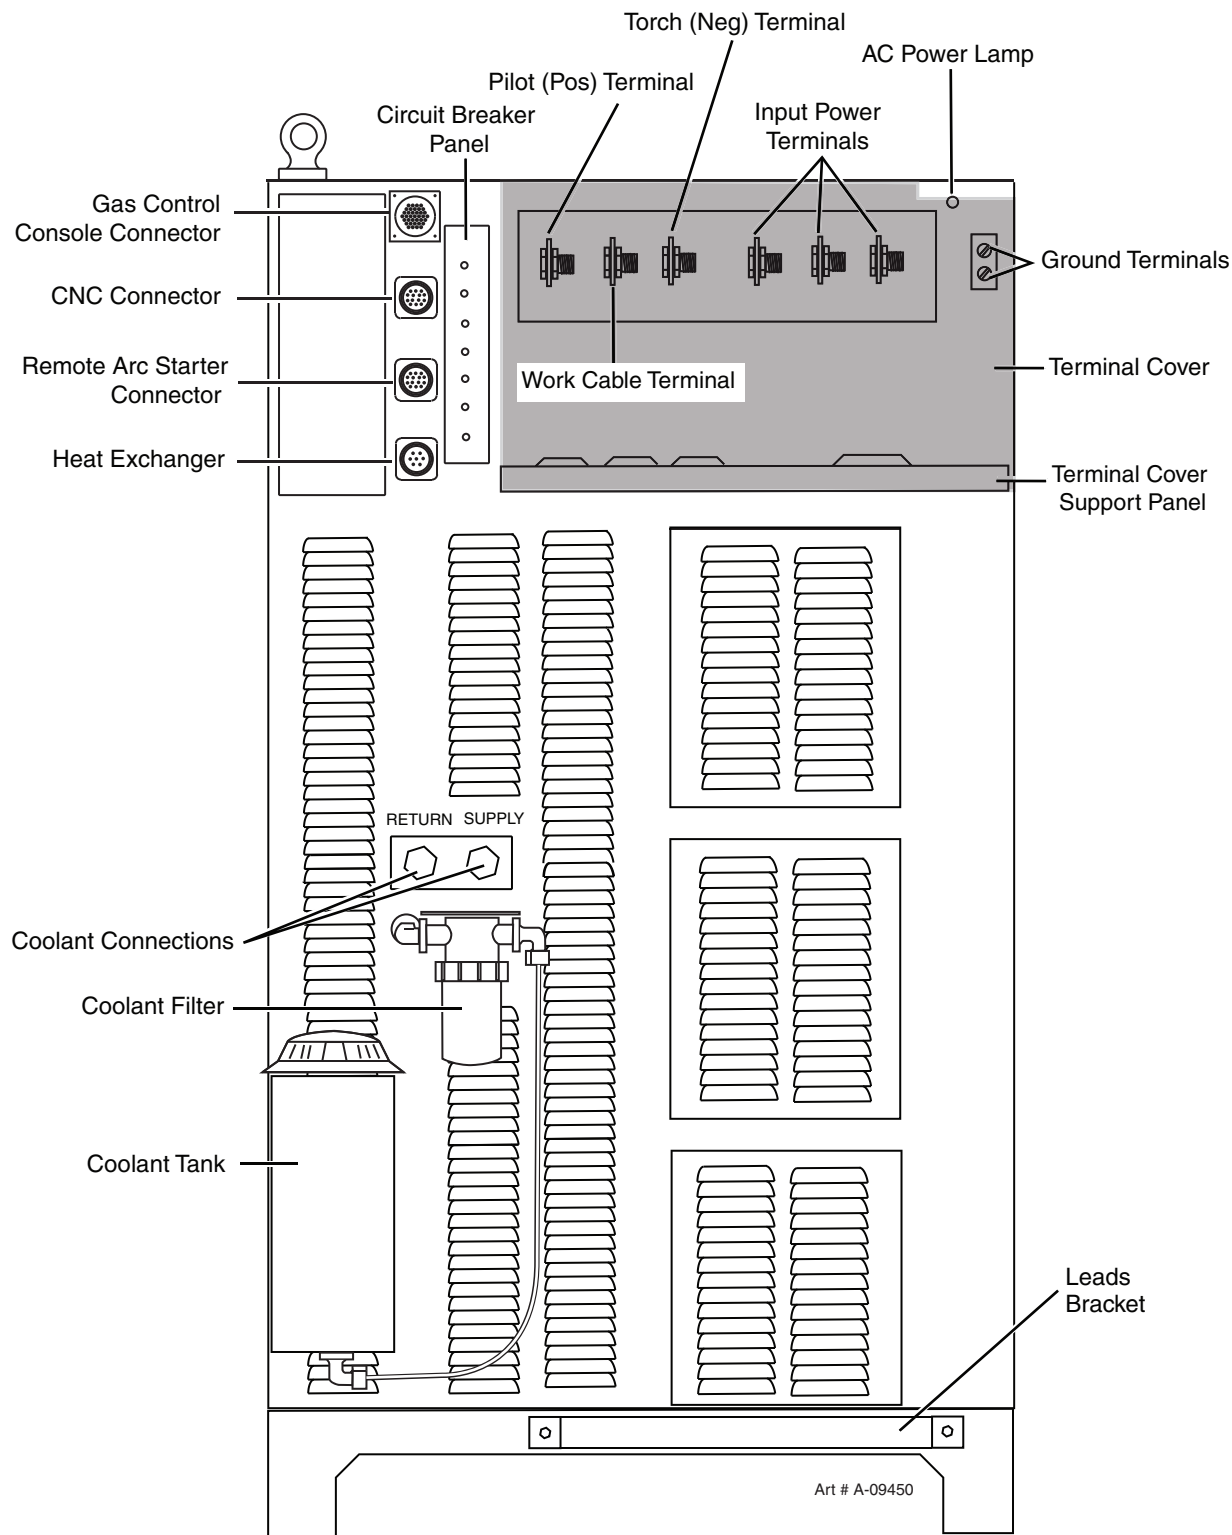 Torch (Neg) Terminal
AC Power Lamp
Pilot (Pos) Terminal
Circuit Breaker
Panel
Input Power
Terminals
Gas Control
Console Connector
Ground Terminals
CNC Connector
Remote Arc Starter
Connector
Work Cable Terminal
Terminal Cover
Heat Exchanger
Terminal Cover
Support Panel
RETURN SUPPLY
Coolant Connections
Coolant Filter
Coolant Tank
Leads
Bracket
Art # A-09450